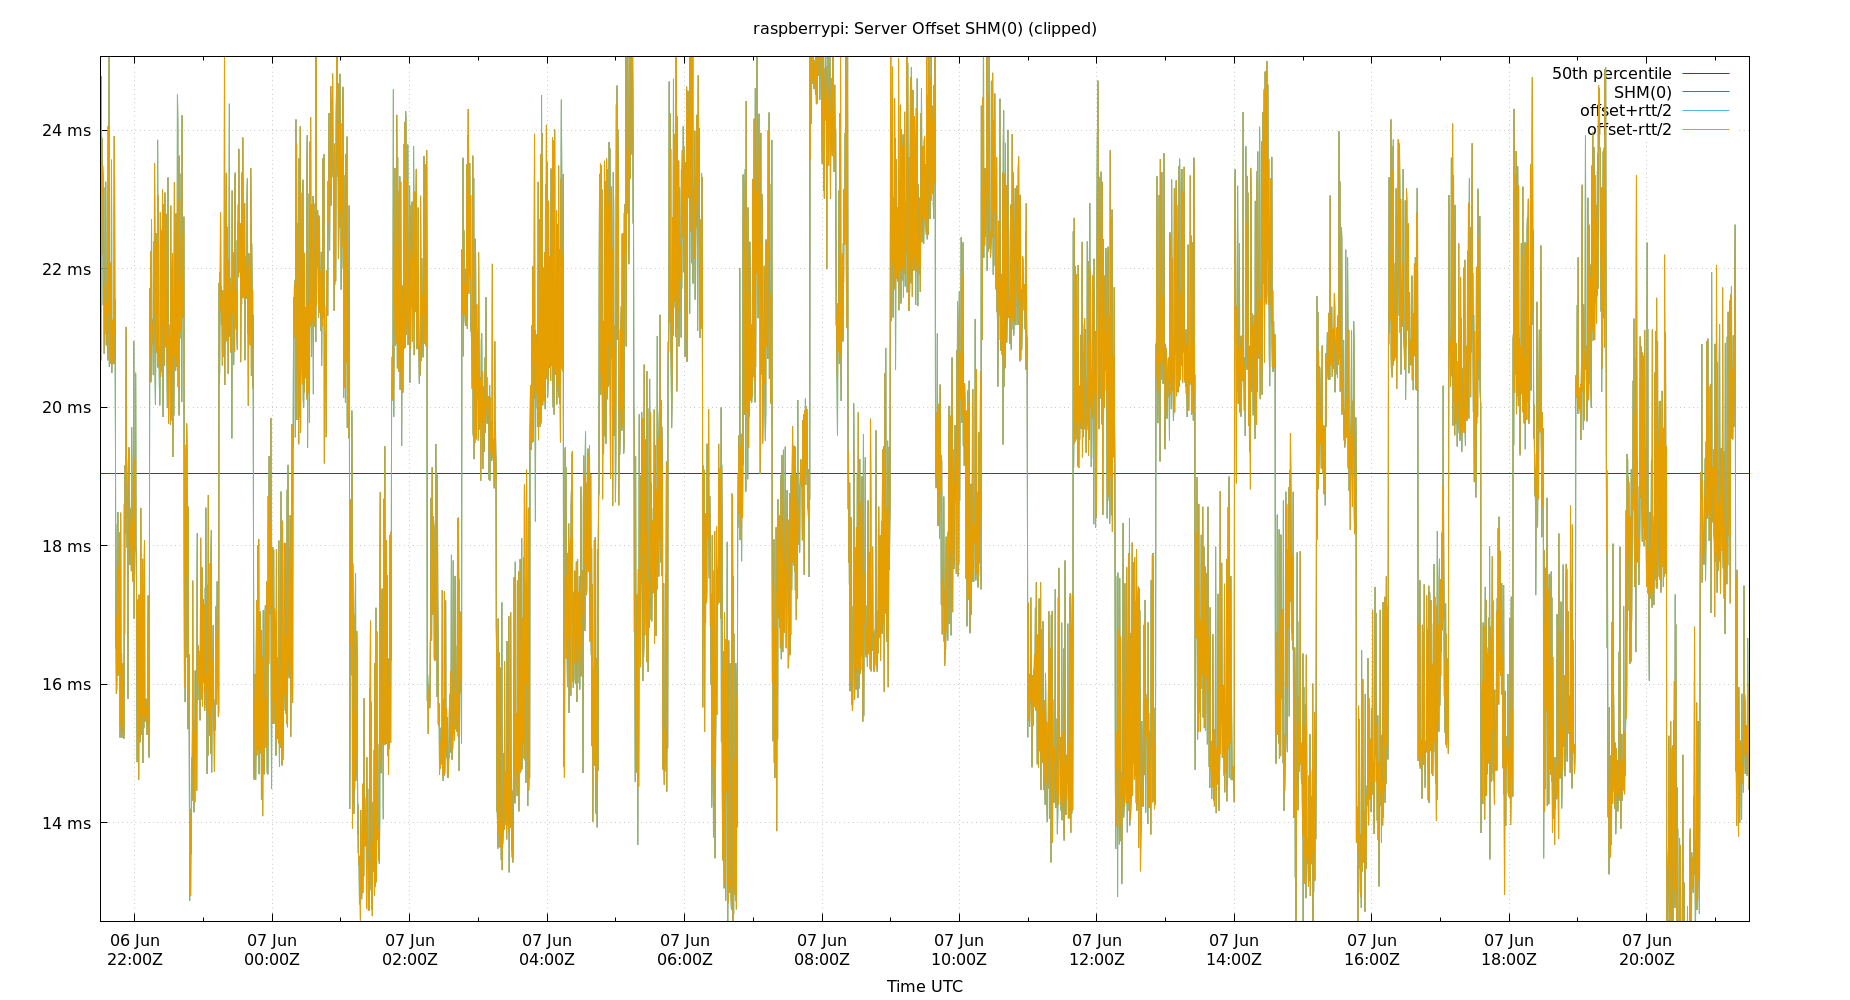 raspberrypi: Server Offset SHM(0) (clipped)
50th percentile
SHM(0)
offset+rtt/2
offset-rtt/2
24 ms
22 ms
20 ms
18 ms
16 ms
14 ms
06 Jun 07 Jun 07 Jun 07 Jun 07 Jun 07 Jun 07 Jun 07 Jun 07 Jun 07 Jun 07 Jun 07 Jun
22:00Z 00:00Z 02:00Z 04:00Z 06:00Z 08:00Z 10:00Z 12:00Z 14:00Z 16:00Z 18:00Z 20:00Z
Time UTC